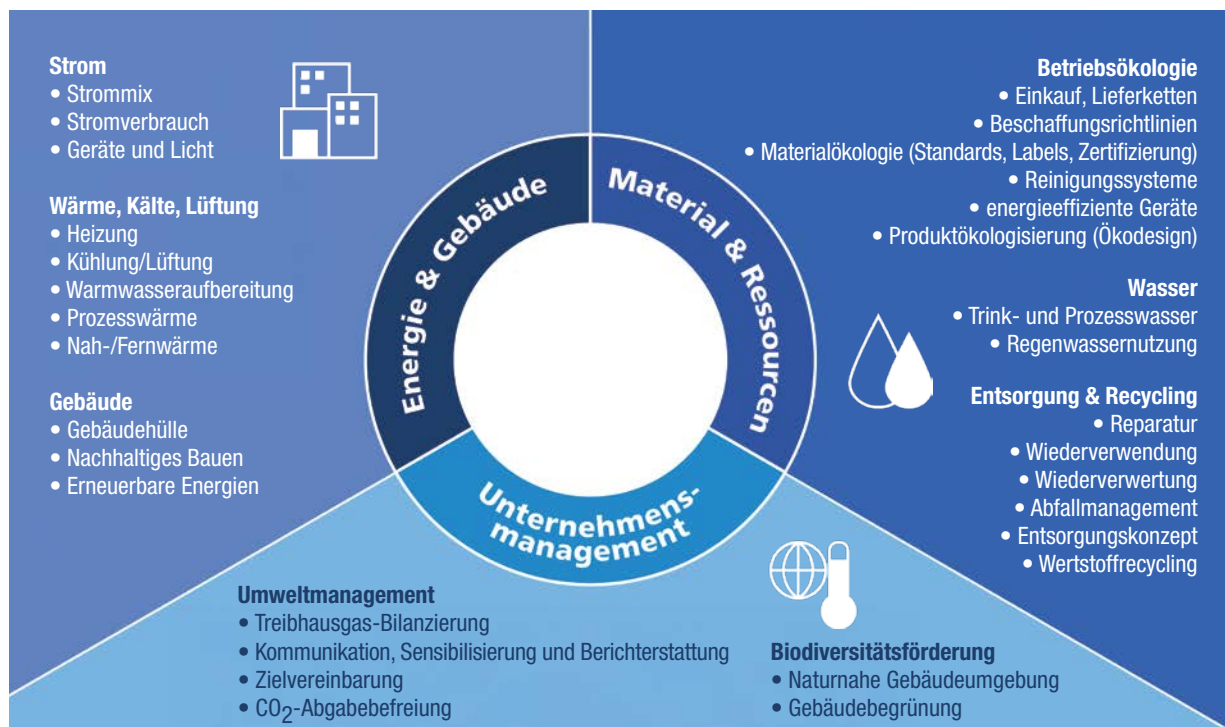 Strom
• Strommix
• Stromverbrauch
• Geräte und Licht
Wärme, Kälte, Lüftung
• Heizung
• Kühlung/Lüftung
• Warmwasseraufbereitung
• Prozesswärme
• Nah-/Fernwärme
Gebäude
• Gebäudehülle
• Nachhaltiges Bauen
• Erneuerbare Energien
Energie & Gebäude
Material & Ressourcen
Unternehmens-
management
Betriebsökologie
• Einkauf, Lieferketten
• Beschaffungsrichtlinien
• Materialökologie (Standards, Labels, Zertifizierung)
• Reinigungssysteme
• energieeffiziente Geräte
• Produktökologisierung (Ökodesign)
Wasser
• Trink- und Prozesswasser
• Regenwassernutzung
Entsorgung & Recycling
• Reparatur
• Wiederverwendung
• Wiederverwertung
• Abfallmanagement
• Entsorgungskonzept
• Wertstoffrecycling
Umweltmanagement
• Treibhausgas-Bilanzierung
• Kommunikation, Sensibilisierung und Berichterstattung
• Zielvereinbarung
• CO₂-Abgabebefreiung
Biodiversitätsförderung
• Naturnahe Gebäudeumgebung
• Gebäudebegrünung